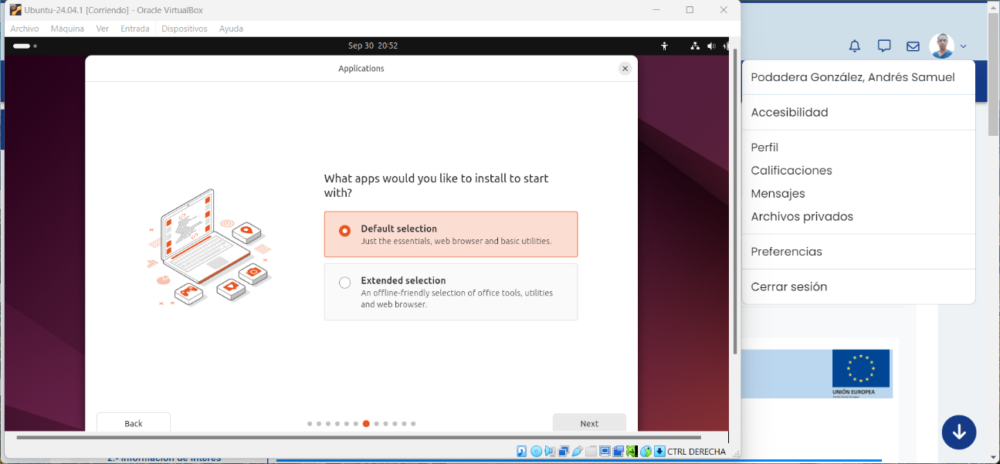 Ubuntu-24.04.1 [Corriendo] - Oracle VirtualBox
Archivo Máquina Ver Entrada Dispositivos Ayuda
Sep 30 20:52
Applications
What apps would you like to install to start
with?
Default selection
Just the essentials, web browser and basic utilities.
Extended selection
An offline-friendly selection of office tools, utilities
and web browser.
Back
Next
CTRL DERECHA
Podadera González, Andrés Samuel
Accesibilidad
Perfil
Calificaciones
Mensajes
Archivos privados
Preferencias
Cerrar sesión
UNIÓN EUROPEA
2.- Información de interés